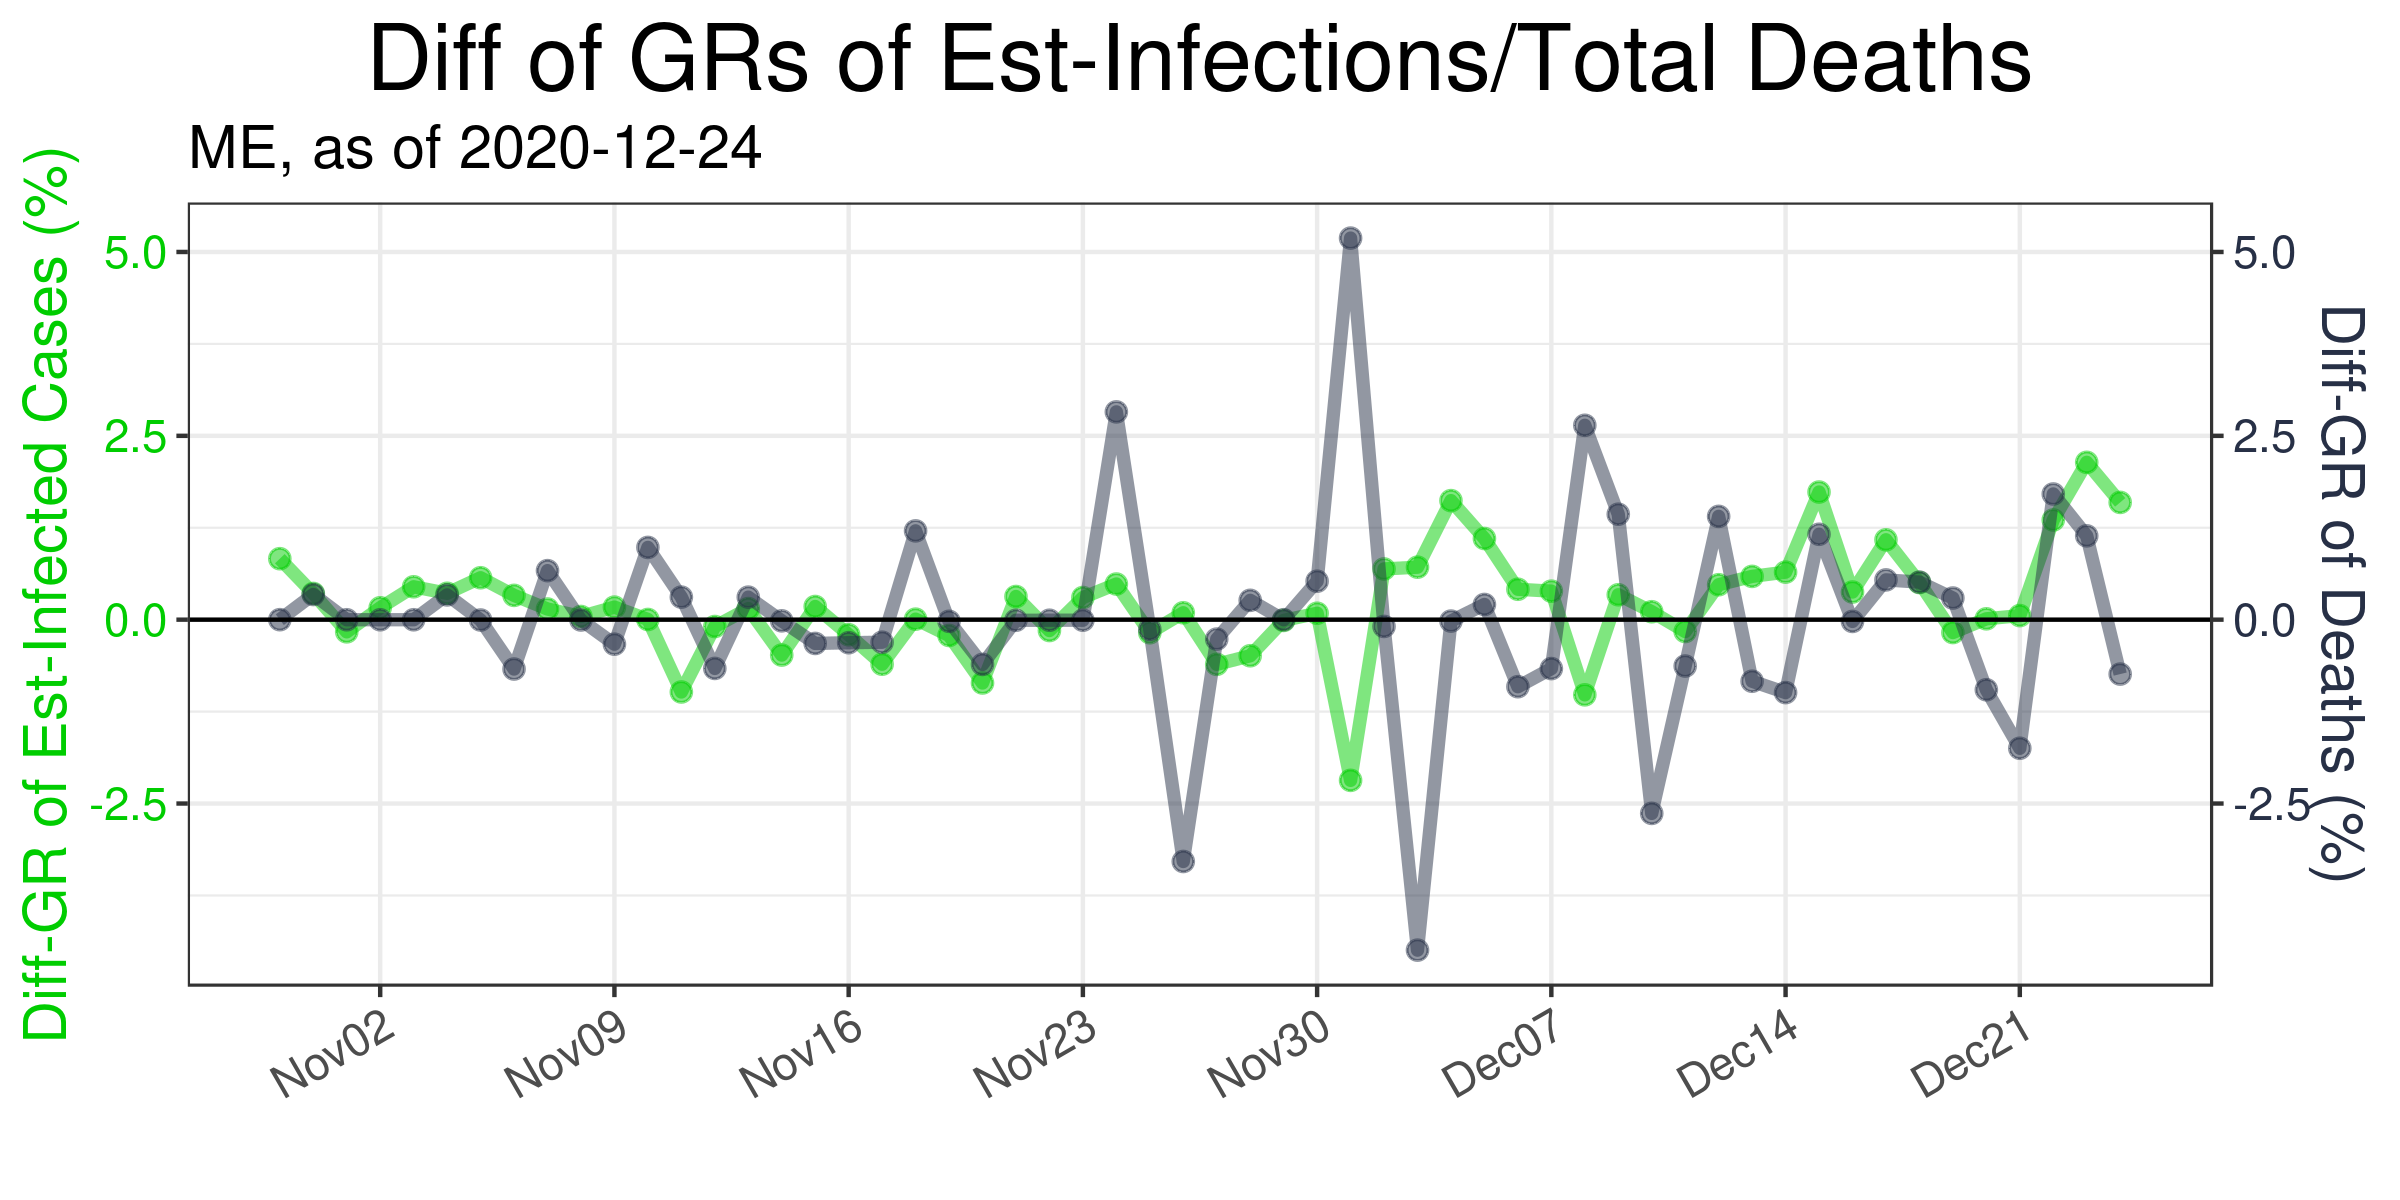 Diff of GRs of Est-Infections/Total Deaths
ME, as of 2020-12-24
Diff-GR of Est-Infected Cases (%)
5.0
2.5
0.0
-2.5
5.0
2.5
0.0
-2.5
Diff-GR of Deaths (%)
Nov02
Nov09
Nov16
Nov23
Nov30
Dec07
Dec14
Dec21